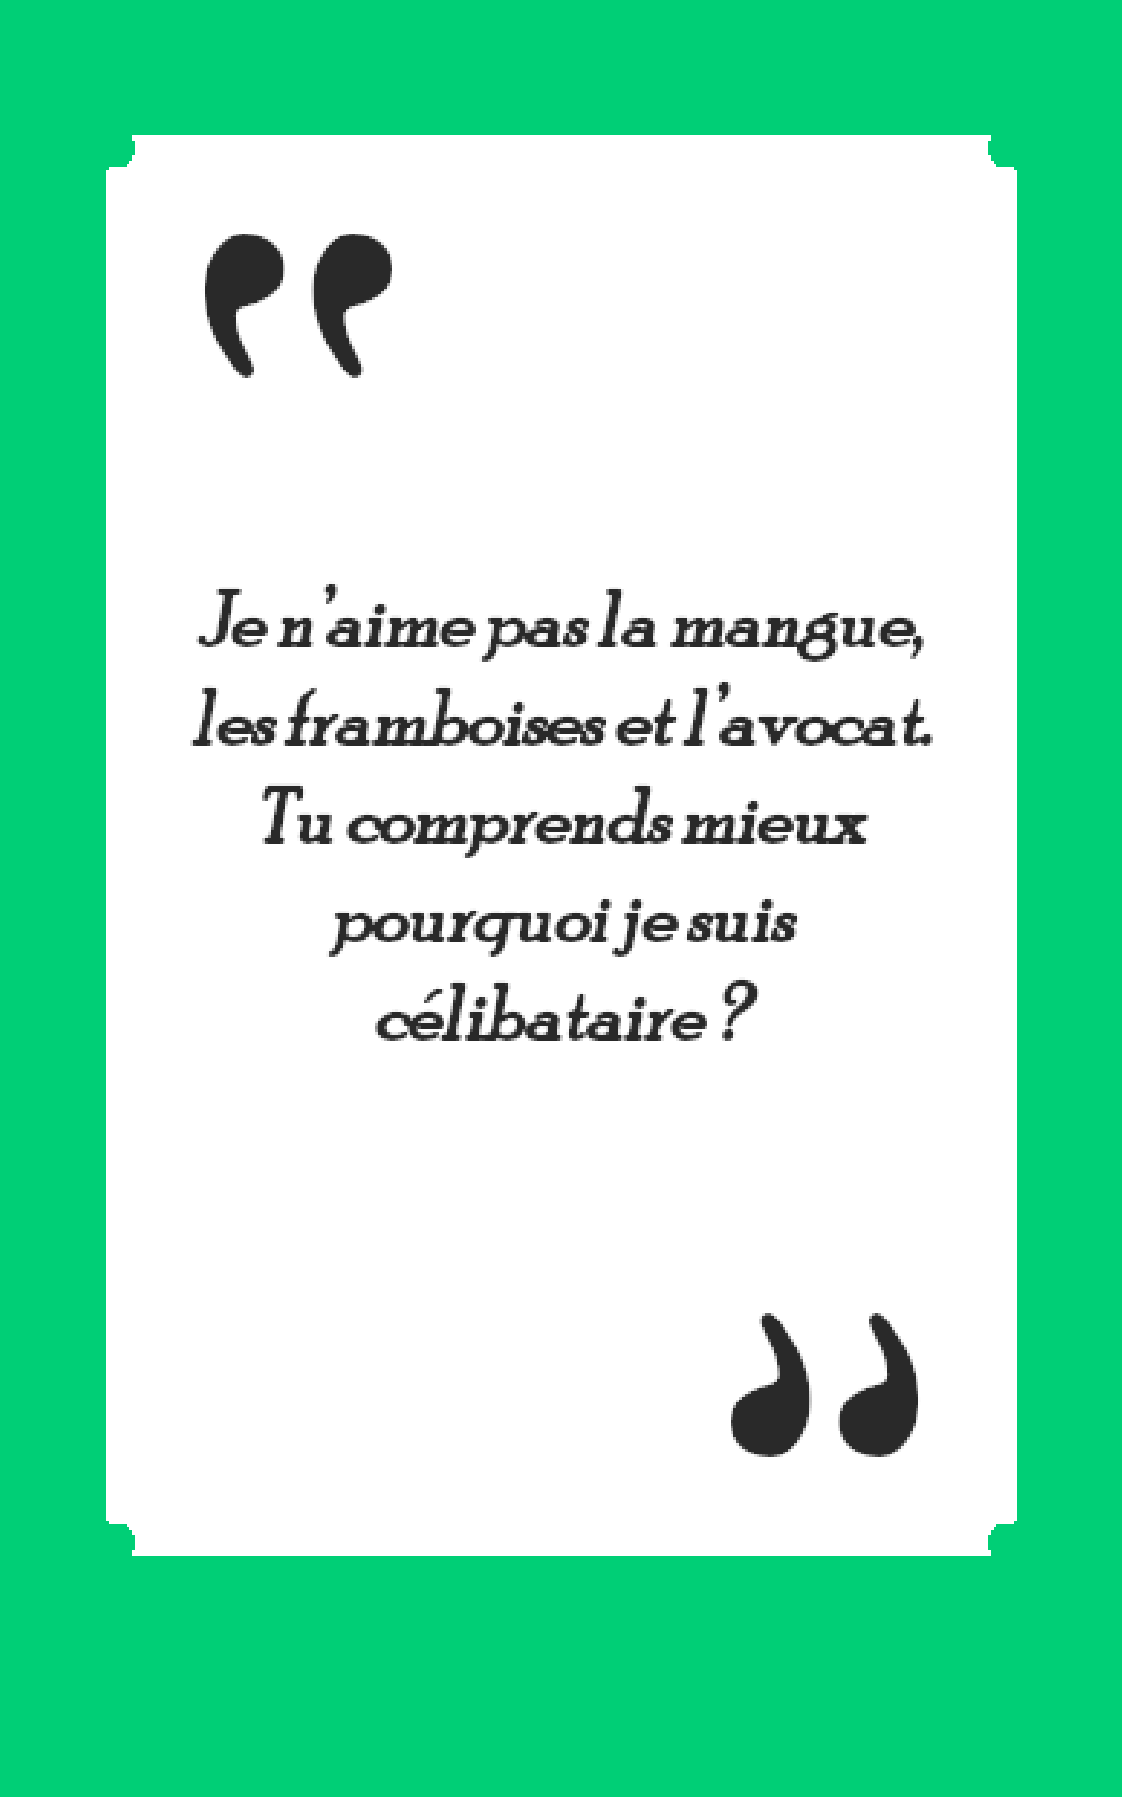 Je n’aime pas la mangue,
les framboises et l’avocat.
Tu comprends mieux
pourquoi je suis
célibataire ?